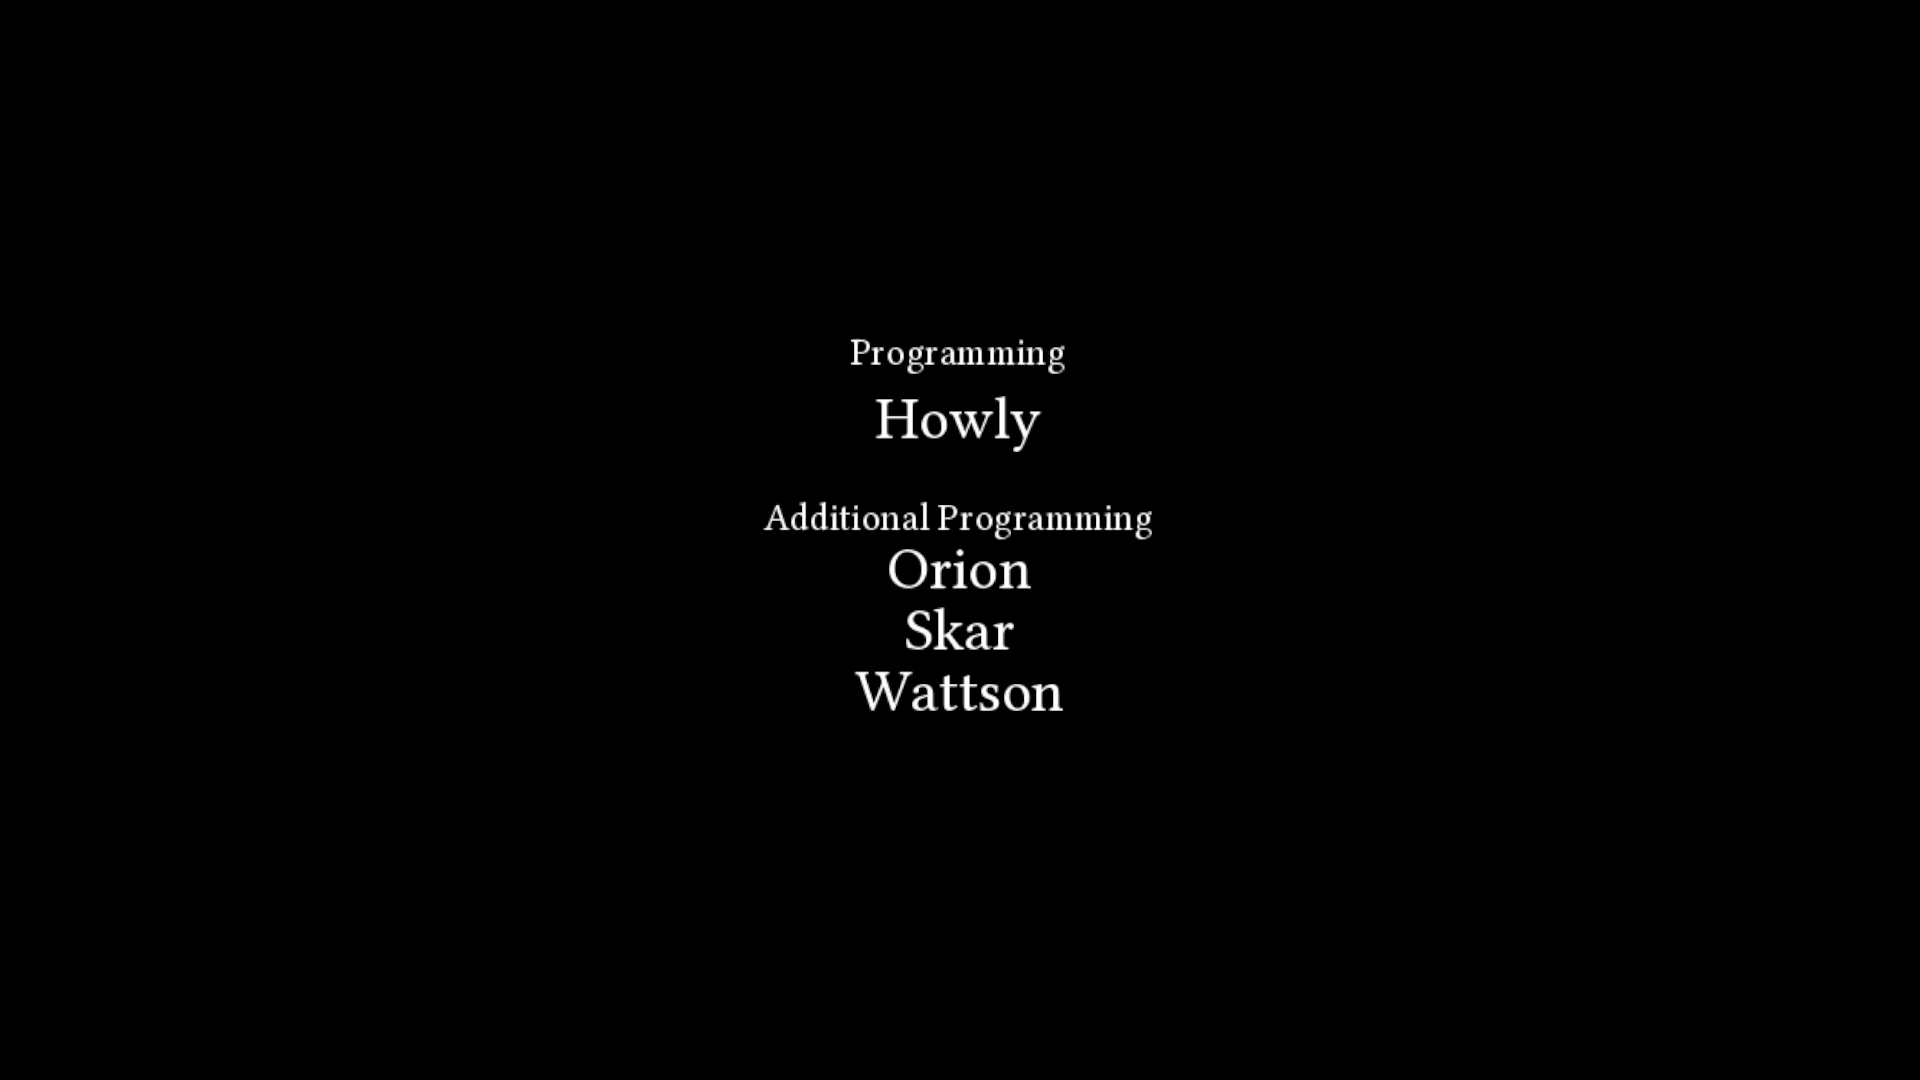 Programming
Howly
Additional Programming
Orion
Skar
Wattson